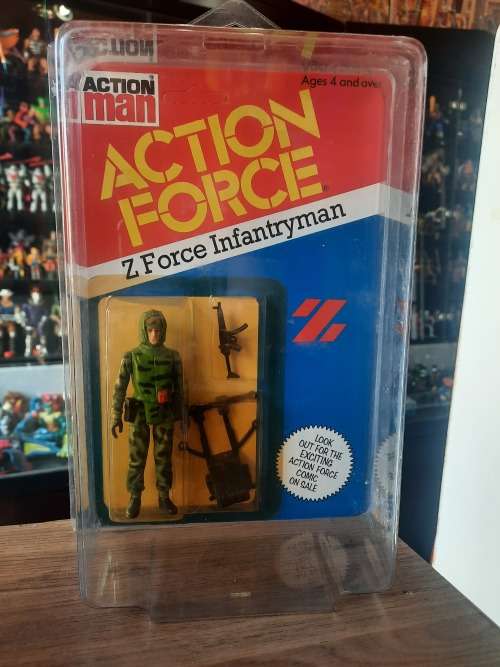 Ages 4 and over
ACTION
man
ACTION
FORCE
Z Force Infantryman
Z
LOOK
OUT FOR THE
EXCITING
ACTION FORCE
COMIC
ON SALE